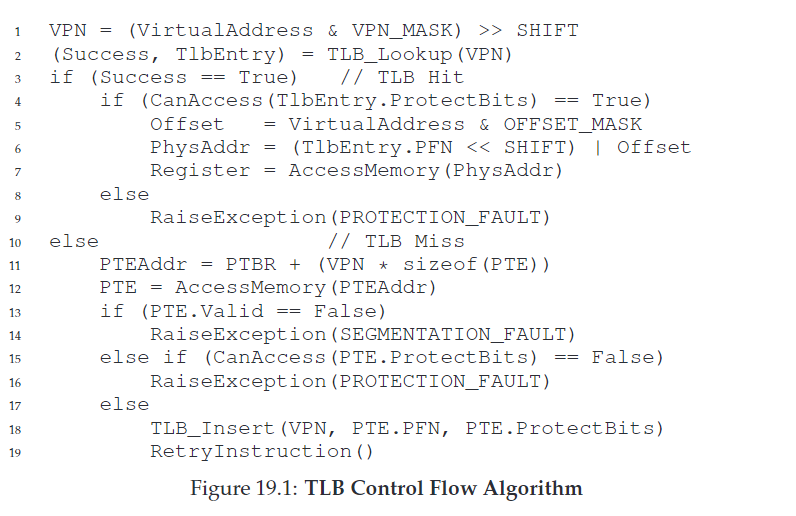 1 VPN = (VirtualAddress & VPN_MASK) >> SHIFT
2 (Success, TlbEntry) = TLB_Lookup(VPN)
3 if (Success == True) // TLB Hit
4 if (CanAccess(TlbEntry.ProtectBits) == True)
5 Offset = VirtualAddress & OFFSET_MASK
6 PhysAddr = (TlbEntry.PFN << SHIFT) | Offset
7 Register = AccessMemory(PhysAddr)
8 else
9 RaiseException(PROTECTION_FAULT)
10 else // TLB Miss
11 PTEAddr = PTBR + (VPN * sizeof(PTE))
12 PTE = AccessMemory(PTEAddr)
13 if (PTE.Valid == False)
14 RaiseException(SEGMENTATION_FAULT)
15 else if (CanAccess(PTE.ProtectBits) == False)
16 RaiseException(PROTECTION_FAULT)
17 else
18 TLB_Insert(VPN, PTE.PFN, PTE.ProtectBits)
19 RetryInstruction()
Figure 19.1: TLB Control Flow Algorithm